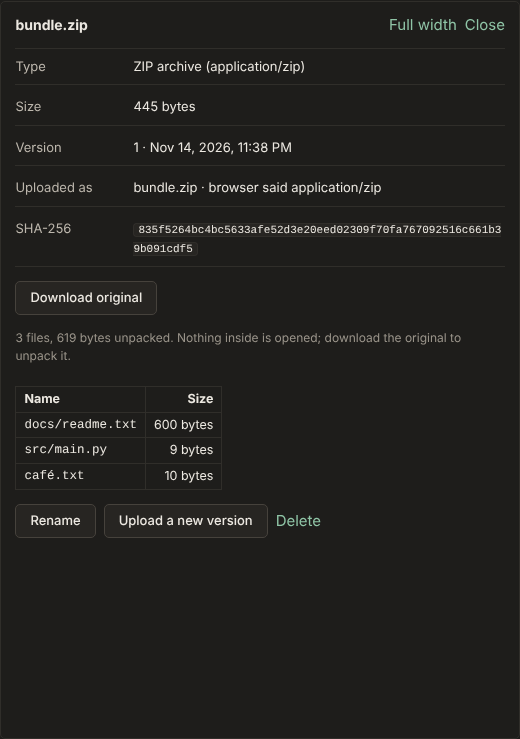 bundle.zip Full width Close
Type ZIP archive (application/zip)
Size 445 bytes
Version 1 · Nov 14, 2026, 11:38 PM
Uploaded as bundle.zip · browser said application/zip
SHA-256 835f5264bc4bc5633afe52d3e20eed02309f70fa767092516c661b3
9b091cdf5
Download original
3 files, 619 bytes unpacked. Nothing inside is opened; download the original to
unpack it.
Name Size
docs/readme.txt 600 bytes
src/main.py 9 bytes
café.txt 10 bytes
Rename Upload a new version Delete